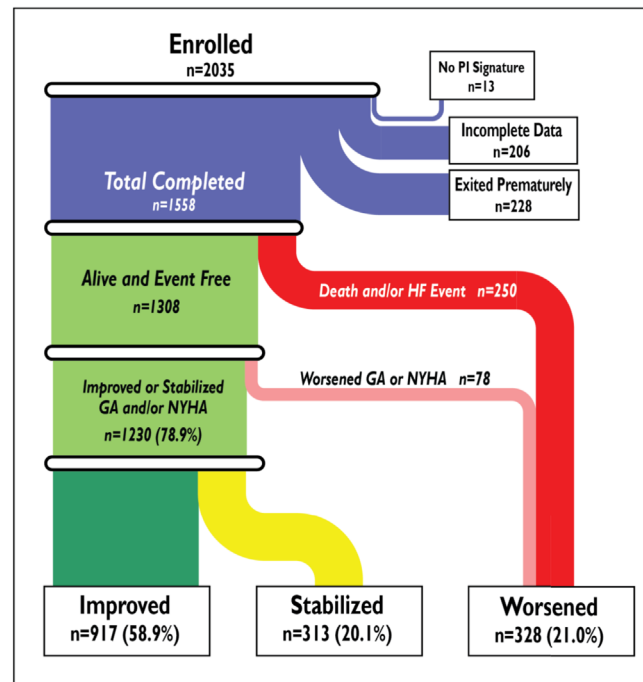 Enrolled
n=2035
No PI Signature
n=13
Incomplete Data
n=206
Exited Prematurely
n=228
Total Completed
n=1558
Alive and Event Free
n=1308
Death and/or HF Event n=250
Improved or Stabilized
GA and/or NYHA
n=1230 (78.9%)
Worsened GA or NYHA n=78
Improved
n=917 (58.9%)
Stabilized
n=313 (20.1%)
Worsened
n=328 (21.0%)